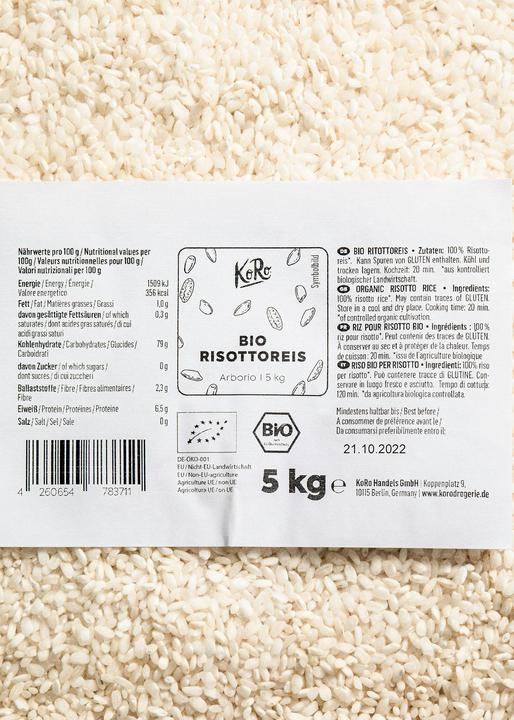 Nährwerte pro 100 g / Nutritional values per
100g / Valeurs nutritionnelles pour 100 g /
Valori nutrizionali per 100 g
Energie / Energy / Énergie / 1509 kJ
Valore energetico 356 kcal
Fett / Fat / Matières grasses / Grassi 1,0 g
davon gesättigte Fettsäuren / of which 0,3 g
saturates / dont acides gras saturés / di cui
acidi grassi saturi
Kohlenhydrate / Carbohydrates / Glucides / 79 g
Carboidrati
davon Zucker / of which sugars / 0 g
dont sucres / di cui zuccheri
Ballaststoffe / Fibre / Fibres alimentaires / 2,3 g
Fibre
Eiweiß / Protein / Protéines / Proteine 6,5 g
Salz / Salt / Sel / Sale 0 g
4 260654 783711
KoRo
Symbolbild
BIO
RISOTTOREIS
Arborio | 5 kg
Bio
DE-ÖKO-001
EU / Nicht-EU-Landwirtschaft
EU / Non-EU-agriculture
Agriculture UE / non UE
Agricoltura UE / non UE
5 kg e
DE BIO RITOTTOREIS • Zutaten: 100% Risotto-
reis*. Kann Spuren von GLUTEN enthalten. Kühl und
trocken lagern. Kochzeit: 20 min. *aus kontrolliert
biologischer Landwirtschaft.
GB ORGANIC RISOTTO RICE • Ingredients:
100% risotto rice*. May contain traces of GLUTEN.
Store in a cool and dry place. Cooking time: 20 min.
*of controlled organic cultivation.
FR RIZ POUR RISOTTO BIO • Ingrédients : 100%
riz pour risotto*. Peut contenir des traces de GLUTEN.
À conserver au sec et à protéger de la chaleur. Temps
de cuisson : 20 min. *issu de l'agriculture biologique
IT RISO BIO PER RISOTTO • Ingredienti: 100% riso
per risotto*. Può contenere tracce di GLUTINE. Con-
servare in luogo fresco e asciutto. Tempo di cottura:
120 min. *da agricoltura biologica controllata.
Mindestens haltbar bis / Best before /
A consommer de préférence avant le /
Da consumarsi preferibilmente entro il:
21.10.2022
KoRo Handels GmbH | Koppenplatz 9,
10115 Berlin, Germany | www.korodrogerie.de